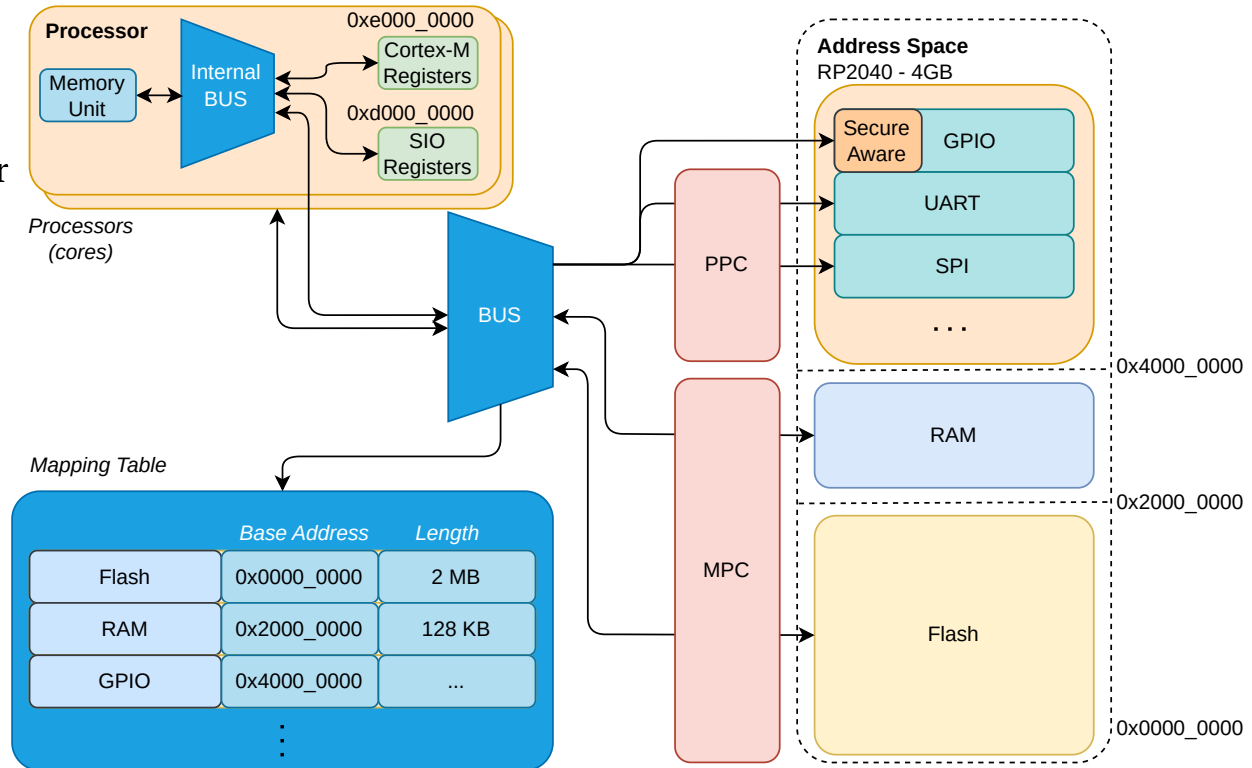 Processor
Internal
BUS
Memory
Unit
0xe000_0000
Cortex-M
Registers
0xd000_0000
SIO
Registers
r
Processors
(cores)
BUS
PPC
MPC
Address Space
RP2040 - 4GB
Secure
Aware
GPIO
UART
SPI
. . .
0x4000_0000
RAM
0x2000_0000
Flash
0x0000_0000
Mapping Table
Base Address Length
Flash 0x0000_0000 2 MB
RAM 0x2000_0000 128 KB
GPIO 0x4000_0000 ...
⋮